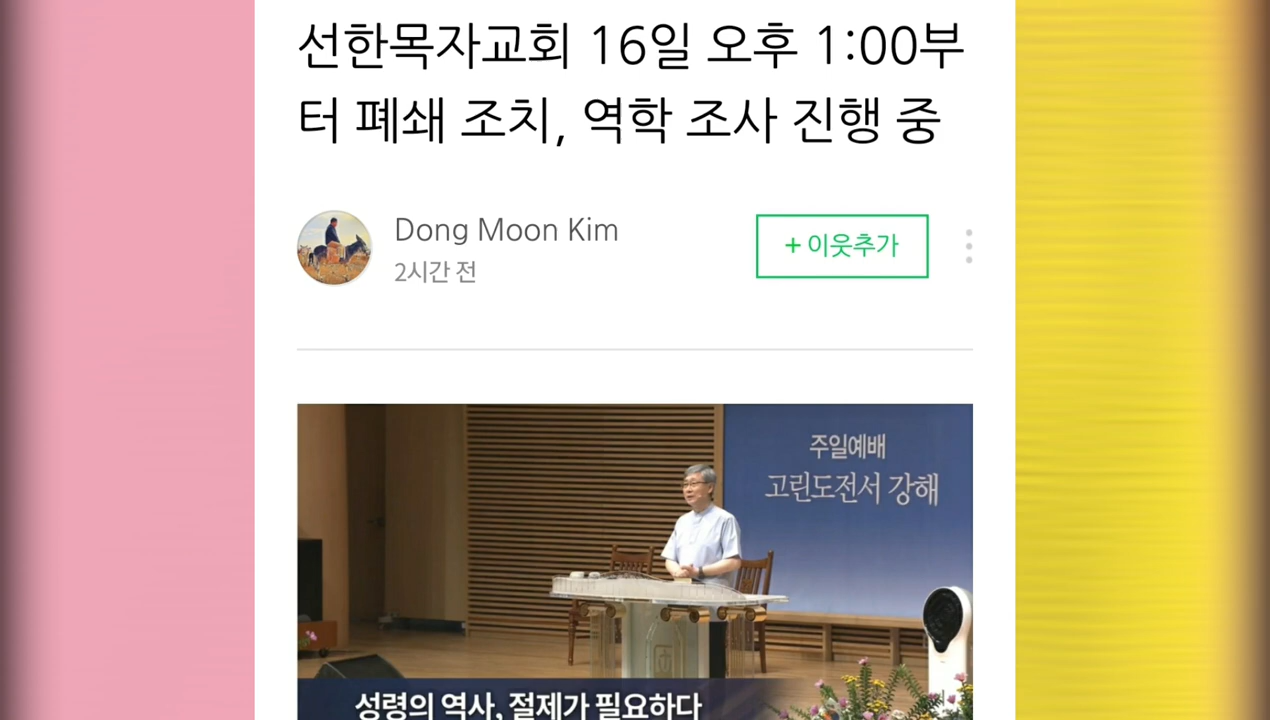 선한목자교회 16일 오후 1:00부
터 폐쇄 조치, 역학 조사 진행 중
Dong Moon Kim
2시간 전
+ 이웃추가
주일예배
고린도전서 강해
성령의 역사, 절제가 필요하다